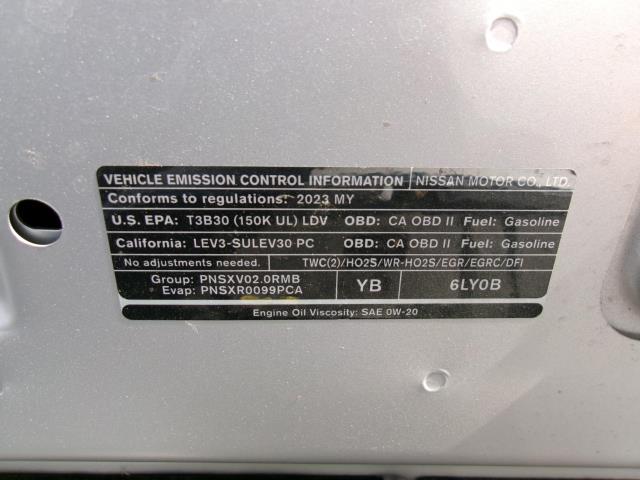 VEHICLE EMISSION CONTROL INFORMATION NISSAN MOTOR CO., LTD.
Conforms to regulations: 2023 MY
U.S. EPA: T3B30 (150K UL) LDV OBD: CA OBD II Fuel: Gasoline
California: LEV3-SULEV30 PC OBD: CA OBD II Fuel: Gasoline
No adjustments needed. TWC(2)/HO2S/WR-HO2S/EGR/EGRC/DFI
Group: PNSXV02.0RMB
Evap: PNSXR0099PCA
YB 6LY0B
Engine Oil Viscosity: SAE 0W-20